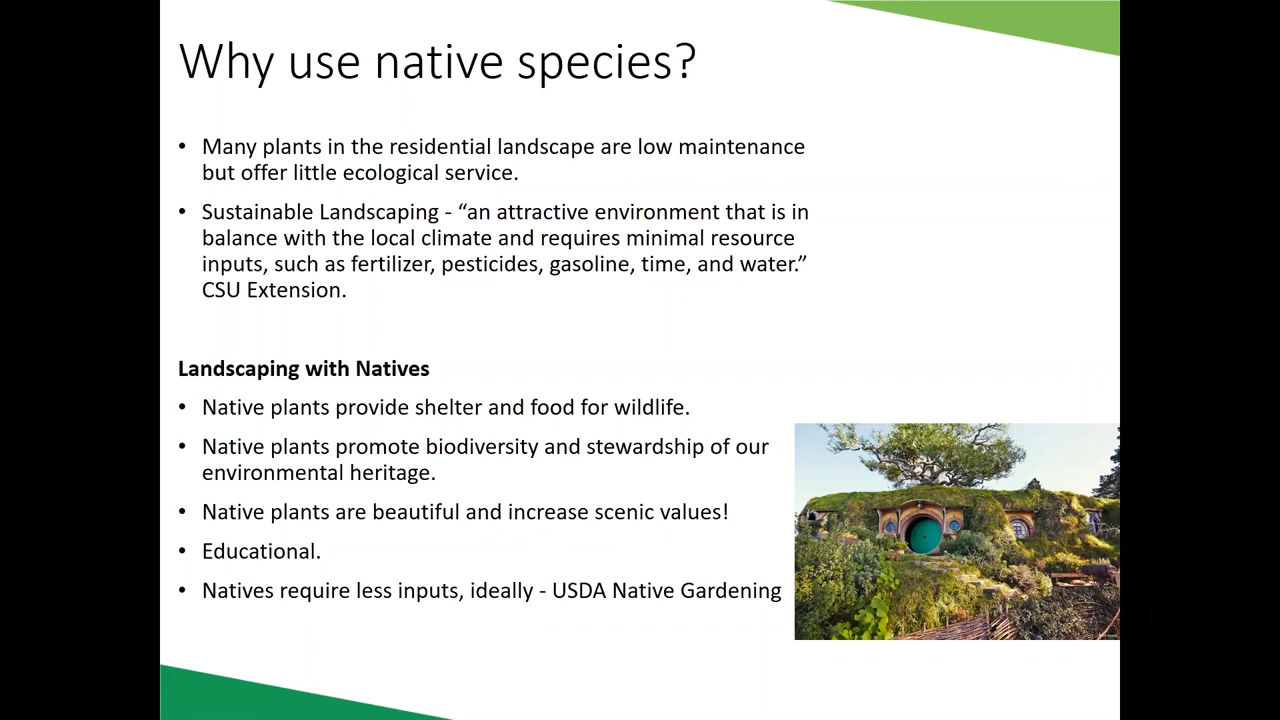 Why use native species?
• Many plants in the residential landscape are low maintenance
but offer little ecological service.
• Sustainable Landscaping - “an attractive environment that is in
balance with the local climate and requires minimal resource
inputs, such as fertilizer, pesticides, gasoline, time, and water.”
CSU Extension.
Landscaping with Natives
• Native plants provide shelter and food for wildlife.
• Native plants promote biodiversity and stewardship of our
environmental heritage.
• Native plants are beautiful and increase scenic values!
• Educational.
• Natives require less inputs, ideally - USDA Native Gardening